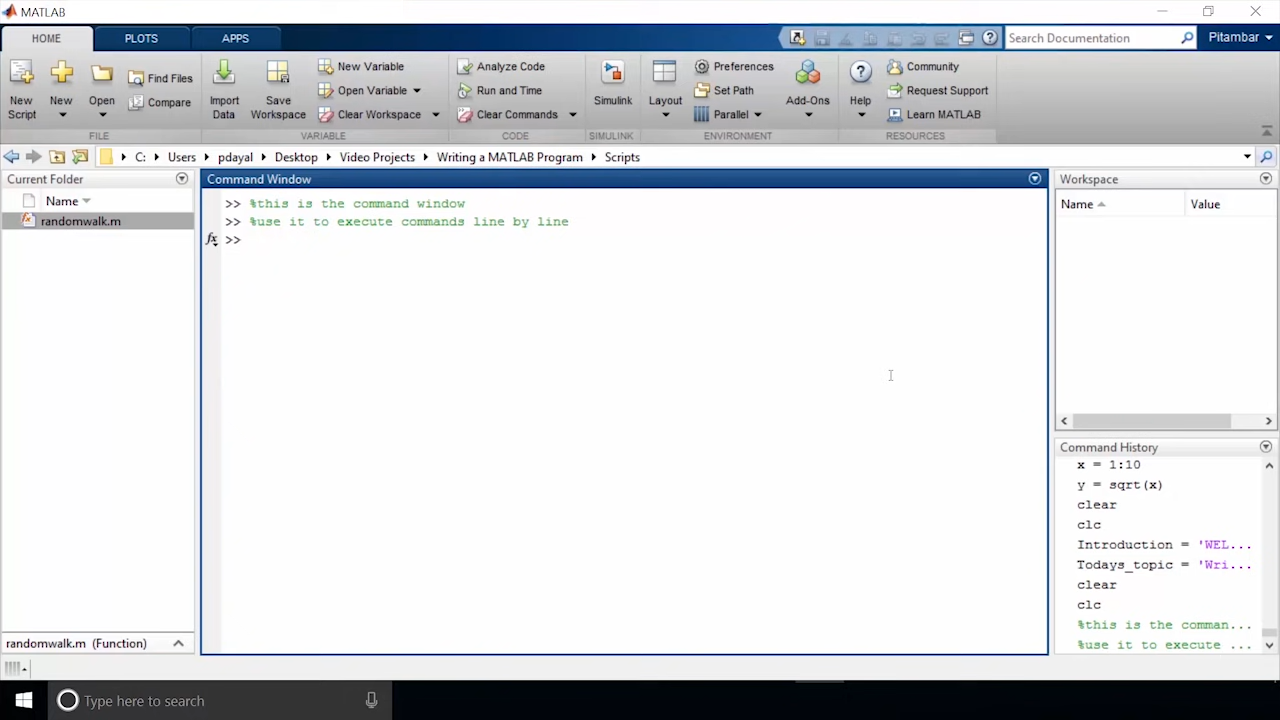 MATLAB
HOME PLOTS APPS
Search Documentation Pitambar
New Script New Open Find Files Compare
Import Data Save Workspace New Variable Open Variable Clear Workspace
Analyze Code Run and Time Clear Commands
Simulink Layout Preferences Set Path Parallel Add-Ons
Help Community Request Support Learn MATLAB
FILE VARIABLE CODE SIMULINK ENVIRONMENT RESOURCES
C: Users pdayal Desktop Video Projects Writing a MATLAB Program Scripts
Current Folder
Name
randomwalk.m
randomwalk.m (Function)
Command Window
>> %this is the command window
>> %use it to execute commands line by line
fx >>
Workspace
Name Value
Command History
x = 1:10
y = sqrt(x)
clear
clc
Introduction = 'WEL...
Todays_topic = 'Wri...
clear
clc
%this is the comman...
%use it to execute ...
Type here to search